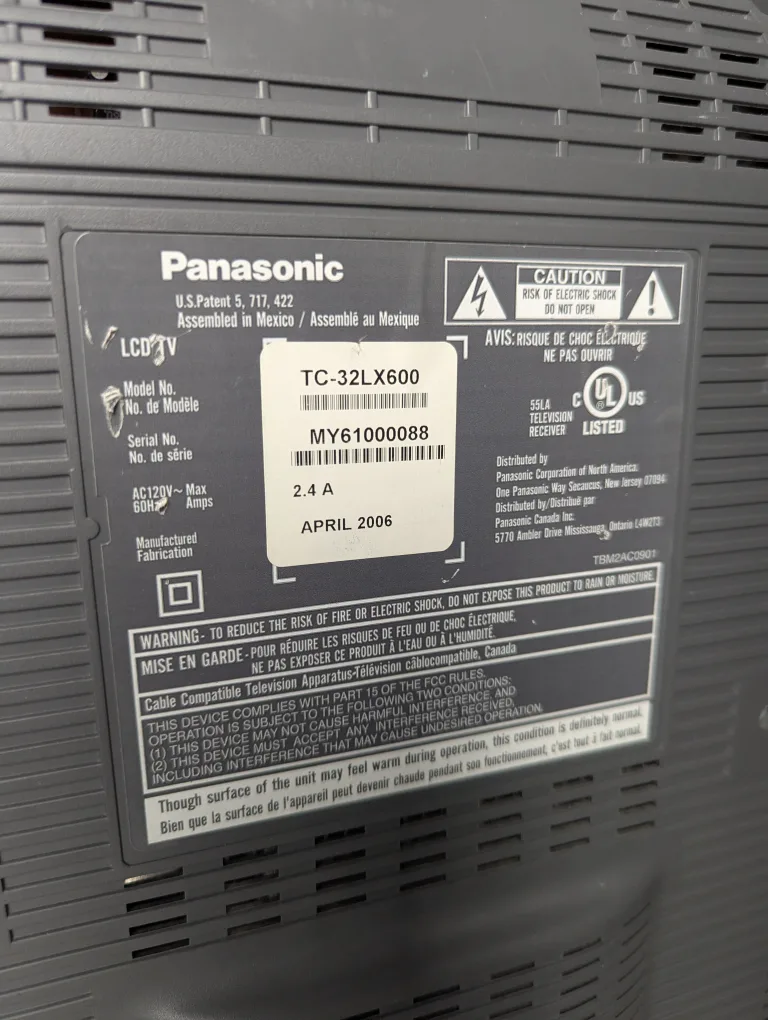 Panasonic
U.S.Patent 5, 717, 422
Assembled in Mexico / Assemblé au Mexique
CAUTION
RISK OF ELECTRIC SHOCK
DO NOT OPEN
AVIS: RISQUE DE CHOC ÉLECTRIQUE
NE PAS OUVRIR
LCD TV
Model No.
No. de Modèle
TC-32LX600
Serial No.
No. de série
MY61000088
AC120V~ Max
60Hz Amps
2.4 A
Manufactured
Fabrication
APRIL 2006
55LA
TELEVISION
RECEIVER
C UL US
®
LISTED
Distributed by
Panasonic Corporation of North America.
One Panasonic Way Secaucus, New Jersey 07094
Distributed by/Distribué par
Panasonic Canada Inc.
5770 Ambler Drive Mississauga, Ontario L4W2T3
TBM2AC0901
WARNING- TO REDUCE THE RISK OF FIRE OR ELECTRIC SHOCK, DO NOT EXPOSE THIS PRODUCT TO RAIN OR MOISTURE.
MISE EN GARDE-POUR RÉDUIRE LES RISQUES DE FEU OU DE CHOC ÉLECTRIQUE,
NE PAS EXPOSER CE PRODUIT À L'EAU OU À L'HUMIDITÉ.
Cable Compatible Television Apparatus-Télévision câblocompatible, Canada
THIS DEVICE COMPLIES WITH PART 15 OF THE FCC RULES.
OPERATION IS SUBJECT TO THE FOLLOWING TWO CONDITIONS:
(1) THIS DEVICE MAY NOT CAUSE HARMFUL INTERFERENCE, AND
(2) THIS DEVICE MUST ACCEPT ANY INTERFERENCE RECEIVED,
INCLUDING INTERFERENCE THAT MAY CAUSE UNDESIRED OPERATION.
Though surface of the unit may feel warm during operation, this condition is definitely normal.
Bien que la surface de l'appareil peut devenir chaude pendant son fonctionnement, c'est tout à fait normal.